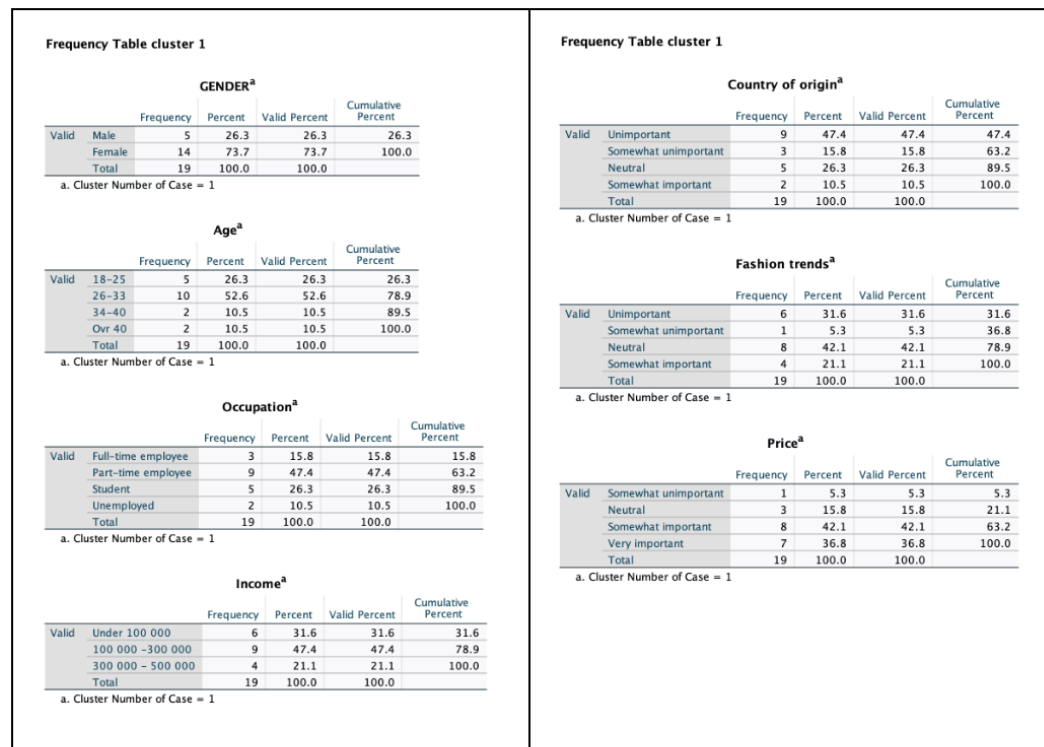 Frequency Table cluster 1
GENDERa
Frequency Percent Valid Percent Cumulative Percent
Valid Male 5 26.3 26.3 26.3
Female 14 73.7 73.7 100.0
Total 19 100.0 100.0
a. Cluster Number of Case = 1
Agea
Frequency Percent Valid Percent Cumulative Percent
Valid 18-25 5 26.3 26.3 26.3
26-33 10 52.6 52.6 78.9
34-40 2 10.5 10.5 89.5
Ovr 40 2 10.5 10.5 100.0
Total 19 100.0 100.0
a. Cluster Number of Case = 1
Occupationa
Frequency Percent Valid Percent Cumulative Percent
Valid Full-time employee 3 15.8 15.8 15.8
Part-time employee 9 47.4 47.4 63.2
Student 5 26.3 26.3 89.5
Unemployed 2 10.5 10.5 100.0
Total 19 100.0 100.0
a. Cluster Number of Case = 1
Incomea
Frequency Percent Valid Percent Cumulative Percent
Valid Under 100 000 6 31.6 31.6 31.6
100 000 -300 000 9 47.4 47.4 78.9
300 000 - 500 000 4 21.1 21.1 100.0
Total 19 100.0 100.0
a. Cluster Number of Case = 1
Frequency Table cluster 1
Country of origina
Frequency Percent Valid Percent Cumulative Percent
Valid Unimportant 9 47.4 47.4 47.4
Somewhat unimportant 3 15.8 15.8 63.2
Neutral 5 26.3 26.3 89.5
Somewhat important 2 10.5 10.5 100.0
Total 19 100.0 100.0
a. Cluster Number of Case = 1
Fashion trendsa
Frequency Percent Valid Percent Cumulative Percent
Valid Unimportant 6 31.6 31.6 31.6
Somewhat unimportant 1 5.3 5.3 36.8
Neutral 8 42.1 42.1 78.9
Somewhat important 4 21.1 21.1 100.0
Total 19 100.0 100.0
a. Cluster Number of Case = 1
Pricea
Frequency Percent Valid Percent Cumulative Percent
Valid Somewhat unimportant 1 5.3 5.3 5.3
Neutral 3 15.8 15.8 21.1
Somewhat important 8 42.1 42.1 63.2
Very important 7 36.8 36.8 100.0
Total 19 100.0 100.0
a. Cluster Number of Case = 1